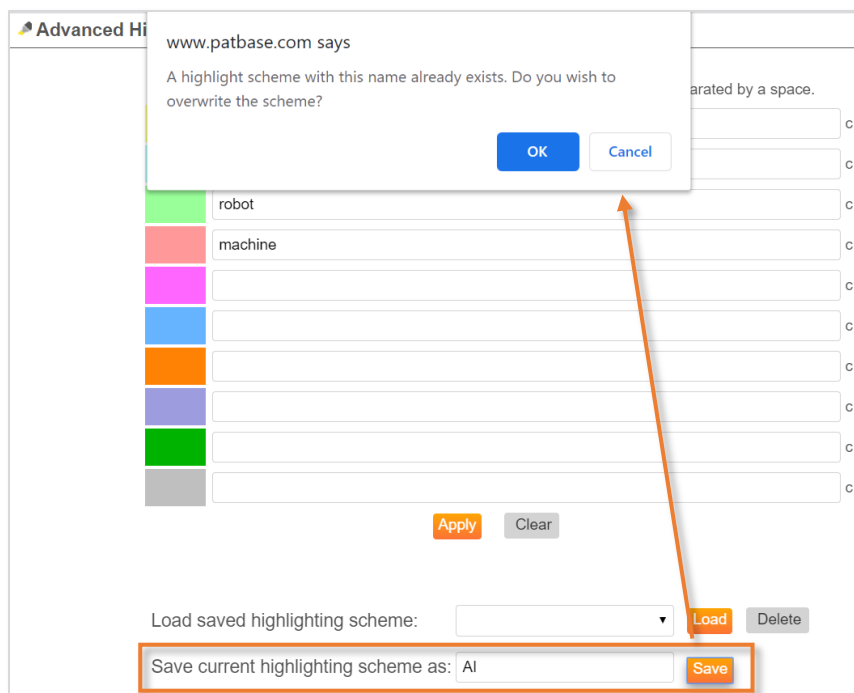 Advanced Hi
www.patbase.com says
A highlight scheme with this name already exists. Do you wish to
overwrite the scheme?
arated by a space.
OK Cancel
c
c
robot c
machine c
c
c
c
c
c
c
Apply Clear
Load saved highlighting scheme: Load Delete
Save current highlighting scheme as: AI Save